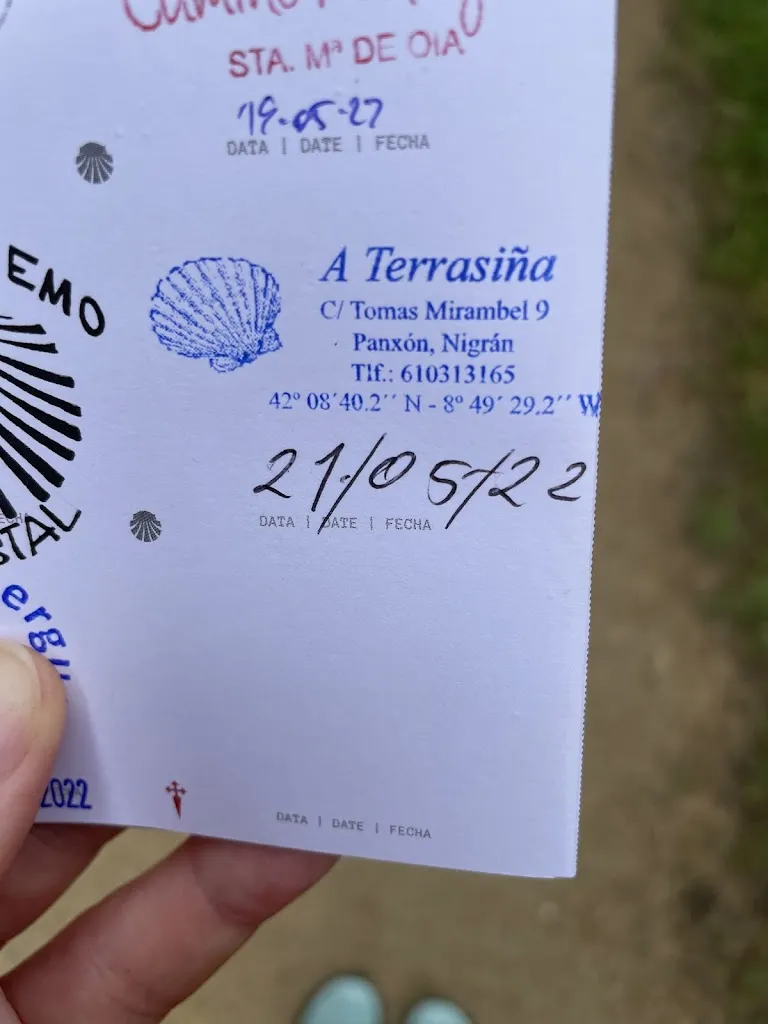 STA. Mª DE OIA
19-05-22
DATA | DATE | FECHA
EMO
A Terrasiña
C/ Tomas Mirambel 9
Panxón, Nigrán
Tlf.: 610313165
42º 08´40.2´´ N - 8º 49´ 29.2´´ W
21/05/22
DATA | DATE | FECHA
STAL
ergu
2022
DATA | DATE | FECHA